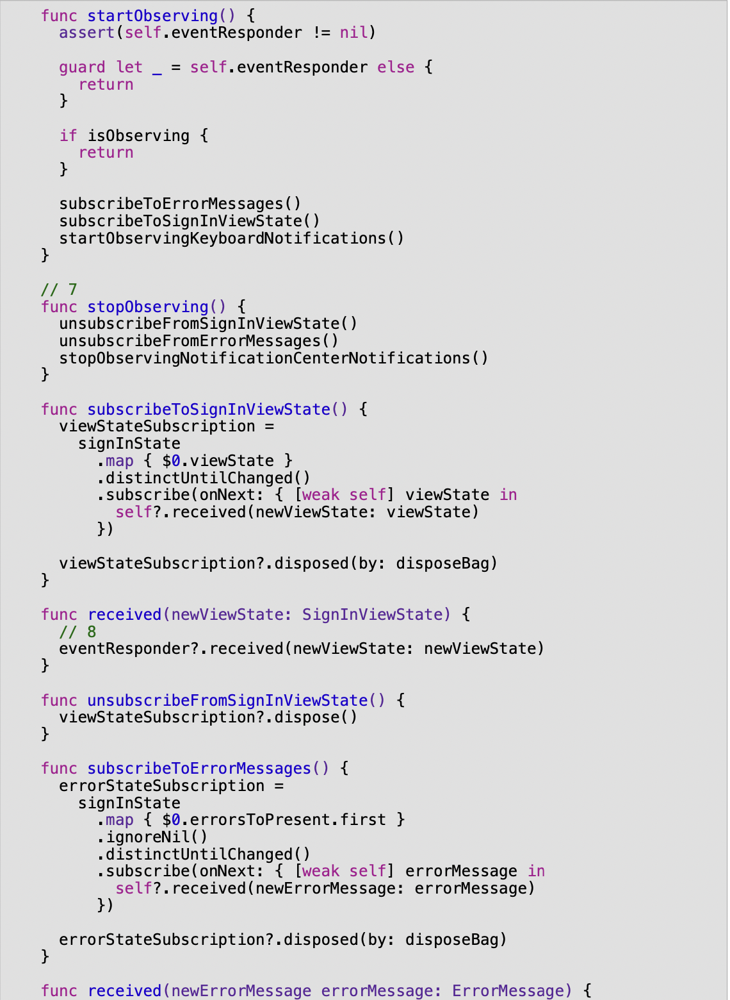 func startObserving() {
  assert(self.eventResponder != nil)

  guard let _ = self.eventResponder else {
    return
  }

  if isObserving {
    return
  }

  subscribeToErrorMessages()
  subscribeToSignInViewState()
  startObservingKeyboardNotifications()
}

// 7
func stopObserving() {
  unsubscribeFromSignInViewState()
  unsubscribeFromErrorMessages()
  stopObservingNotificationCenterNotifications()
}

func subscribeToSignInViewState() {
  viewStateSubscription =
    signInState
      .map { $0.viewState }
      .distinctUntilChanged()
      .subscribe(onNext: { [weak self] viewState in
        self?.received(newViewState: viewState)
      })

  viewStateSubscription?.disposed(by: disposeBag)
}

func received(newViewState: SignInViewState) {
  // 8
  eventResponder?.received(newViewState: newViewState)
}

func unsubscribeFromSignInViewState() {
  viewStateSubscription?.dispose()
}

func subscribeToErrorMessages() {
  errorStateSubscription =
    signInState
      .map { $0.errorsToPresent.first }
      .ignoreNil()
      .distinctUntilChanged()
      .subscribe(onNext: { [weak self] errorMessage in
        self?.received(newErrorMessage: errorMessage)
      })

  errorStateSubscription?.disposed(by: disposeBag)
}

func received(newErrorMessage errorMessage: ErrorMessage) {